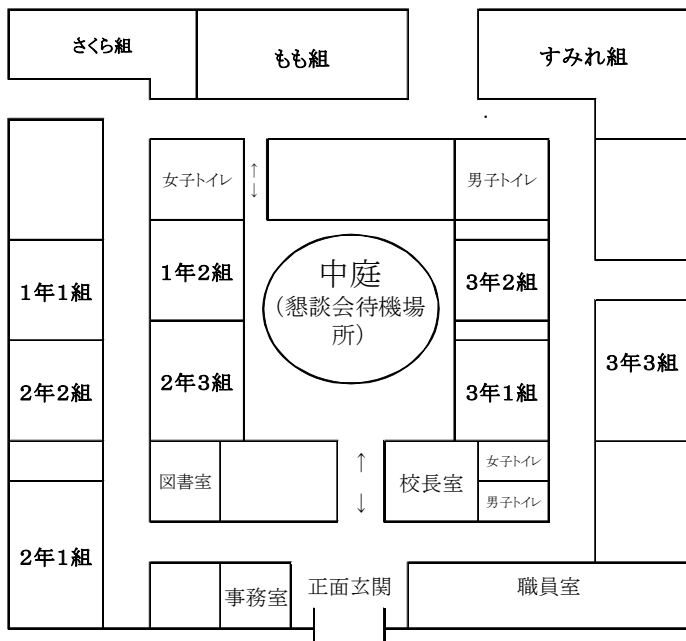 さくら組
もも組
すみれ組
女子トイレ
↑
↓
男子トイレ
1年1組
1年2組
中庭
（懇談会待機場
所）
3年2組
2年2組
2年3組
3年1組
3年3組
図書室
↑
↓
校長室
女子トイレ
男子トイレ
2年1組
事務室
正面玄関
職員室